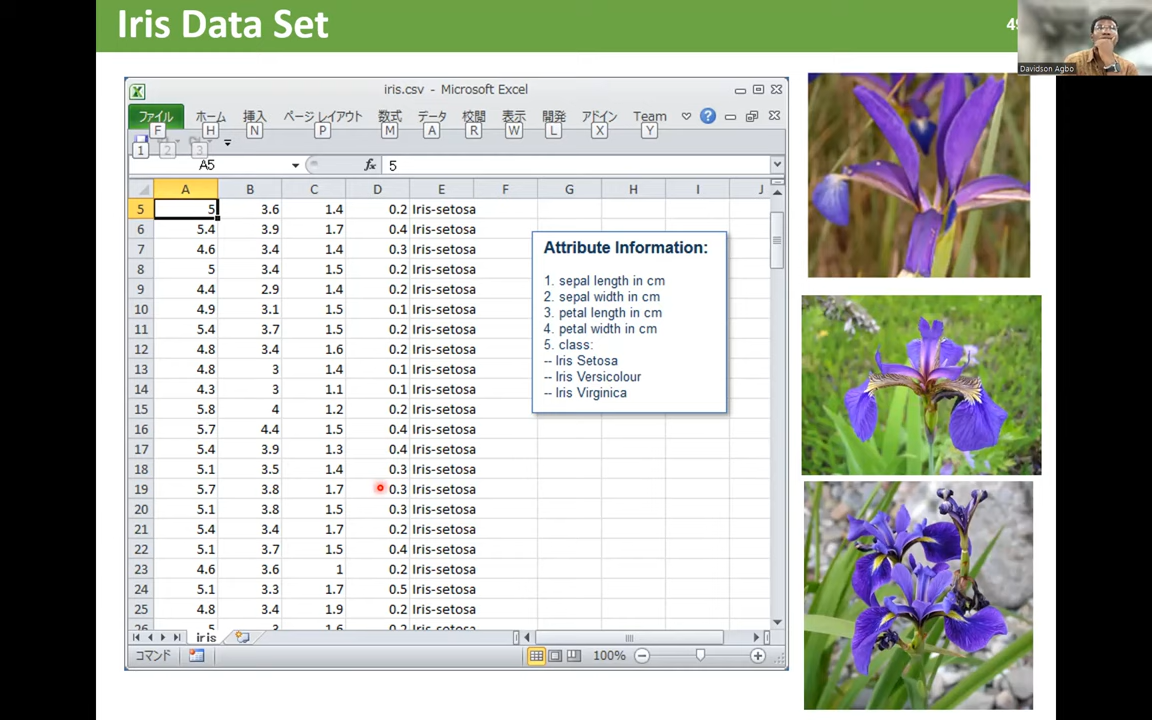 Iris Data Set
49
Davidson Agbo
iris.csv - Microsoft Excel
ファイル ホーム 挿入 ページ レイアウト 数式 データ 校閲 表示 開発 アドイン Team
F H N P M A R W L X Y
1 2 3
A5 fx 5
A B C D E F G H I J
5 5 3.6 1.4 0.2 Iris-setosa
6 5.4 3.9 1.7 0.4 Iris-setosa
7 4.6 3.4 1.4 0.3 Iris-setosa
8 5 3.4 1.5 0.2 Iris-setosa
9 4.4 2.9 1.4 0.2 Iris-setosa
10 4.9 3.1 1.5 0.1 Iris-setosa
11 5.4 3.7 1.5 0.2 Iris-setosa
12 4.8 3.4 1.6 0.2 Iris-setosa
13 4.8 3 1.4 0.1 Iris-setosa
14 4.3 3 1.1 0.1 Iris-setosa
15 5.8 4 1.2 0.2 Iris-setosa
16 5.7 4.4 1.5 0.4 Iris-setosa
17 5.4 3.9 1.3 0.4 Iris-setosa
18 5.1 3.5 1.4 0.3 Iris-setosa
19 5.7 3.8 1.7 0.3 Iris-setosa
20 5.1 3.8 1.5 0.3 Iris-setosa
21 5.4 3.4 1.7 0.2 Iris-setosa
22 5.1 3.7 1.5 0.4 Iris-setosa
23 4.6 3.6 1 0.2 Iris-setosa
24 5.1 3.3 1.7 0.5 Iris-setosa
25 4.8 3.4 1.9 0.2 Iris-setosa
26 5 3 1.6 0.2 Iris-setosa
Attribute Information:
1. sepal length in cm
2. sepal width in cm
3. petal length in cm
4. petal width in cm
5. class:
-- Iris Setosa
-- Iris Versicolour
-- Iris Virginica
iris
コマンド 100%